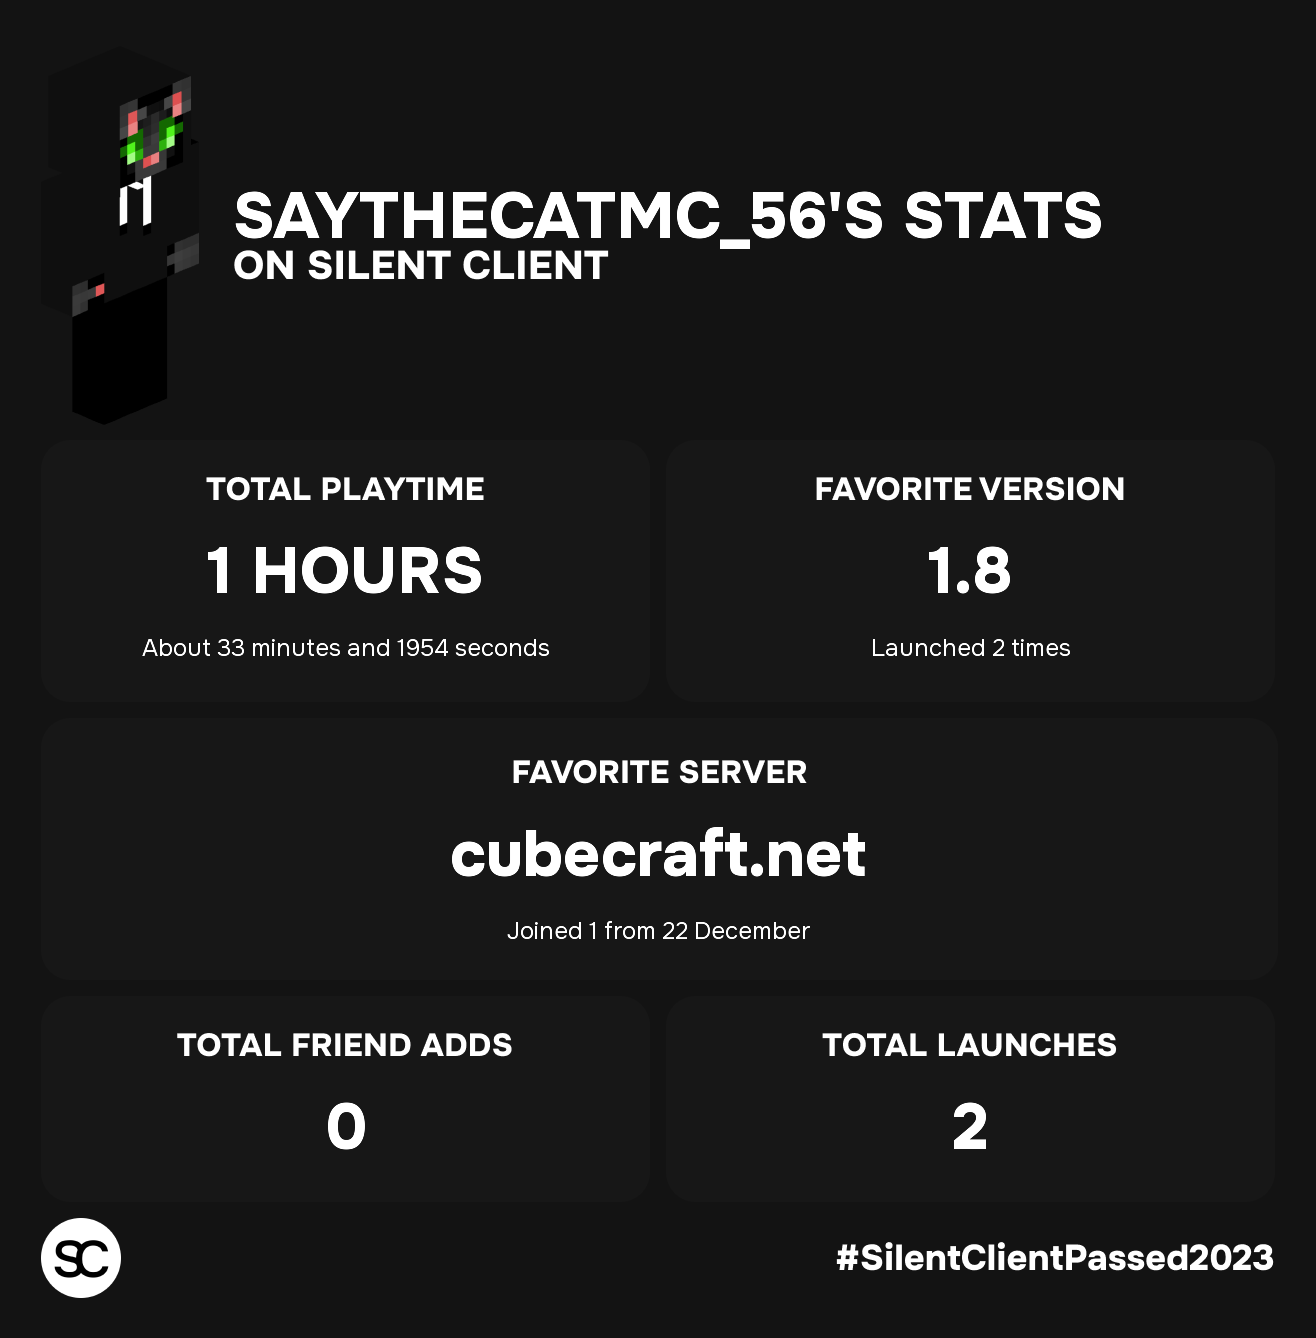 SAYTHECATMC_56'S STATS
ON SILENT CLIENT
TOTAL PLAYTIME
1 HOURS
About 33 minutes and 1954 seconds
FAVORITE VERSION
1.8
Launched 2 times
FAVORITE SERVER
cubecraft.net
Joined 1 from 22 December
TOTAL FRIEND ADDS
0
TOTAL LAUNCHES
2
SC
#SilentClientPassed2023